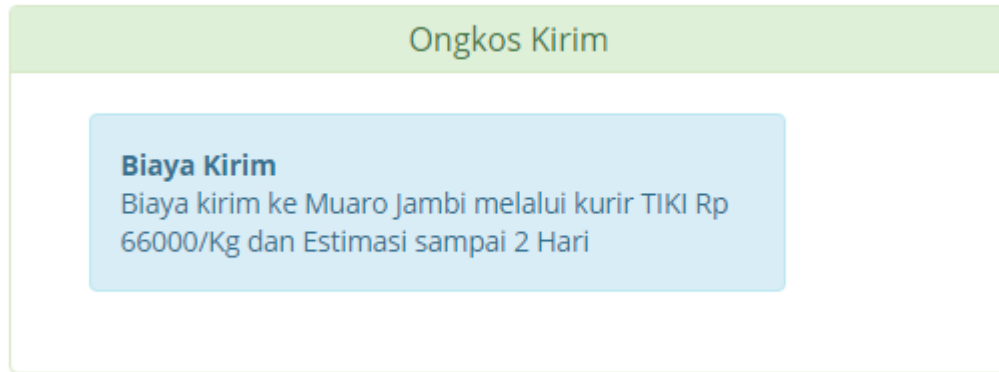 Ongkos Kirim
Biaya Kirim
Biaya kirim ke Muaro Jambi melalui kurir TIKI Rp
66000/Kg dan Estimasi sampai 2 Hari